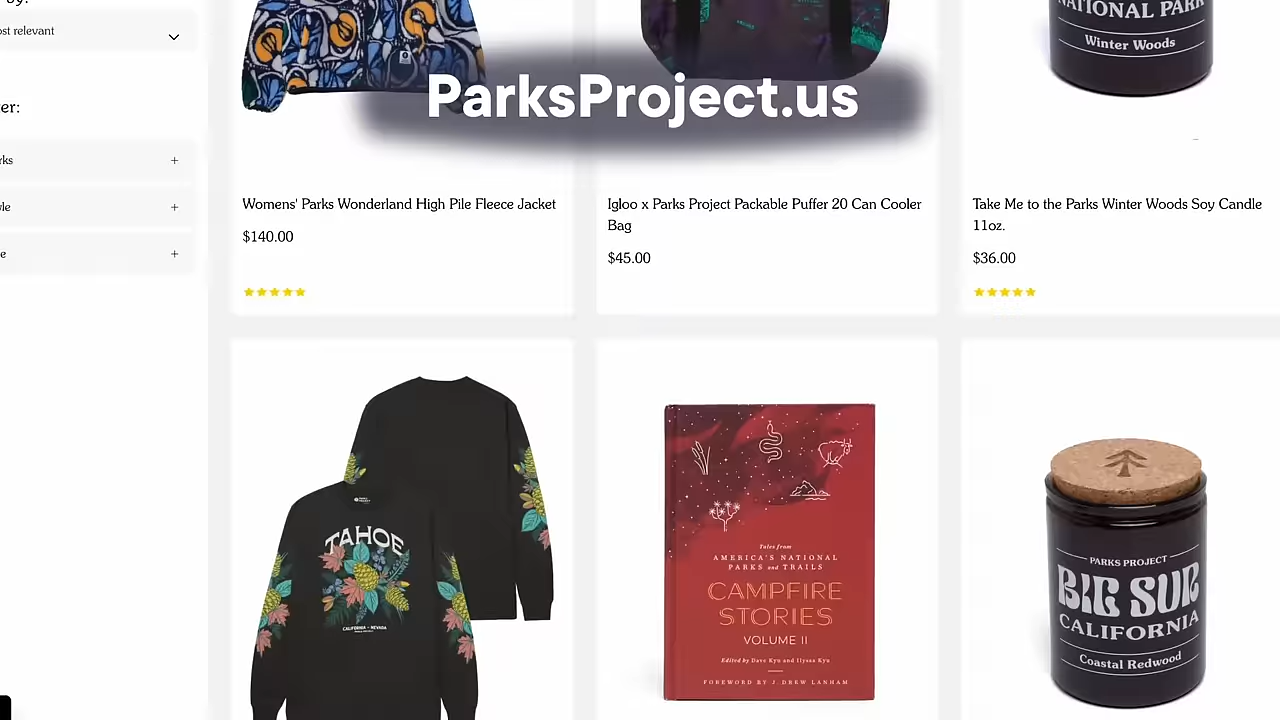 ost relevant
er:
rks
yle
e
NATIONAL PARK
Winter Woods
ParksProject.us
Womens' Parks Wonderland High Pile Fleece Jacket
$140.00
Igloo x Parks Project Packable Puffer 20 Can Cooler
Bag
$45.00
Take Me to the Parks Winter Woods Soy Candle
11oz.
$36.00
TAHOE
CALIFORNIA - NEVADA
Tales from
AMERICA'S NATIONAL
PARKS and TRAILS
CAMPFIRE
STORIES
VOLUME II
Edited by Dave Kyu and Ilyssa Kyu
FOREWORD BY J. DREW LANHAM
PARKS PROJECT
BIG SUR
CALIFORNIA
Coastal Redwood